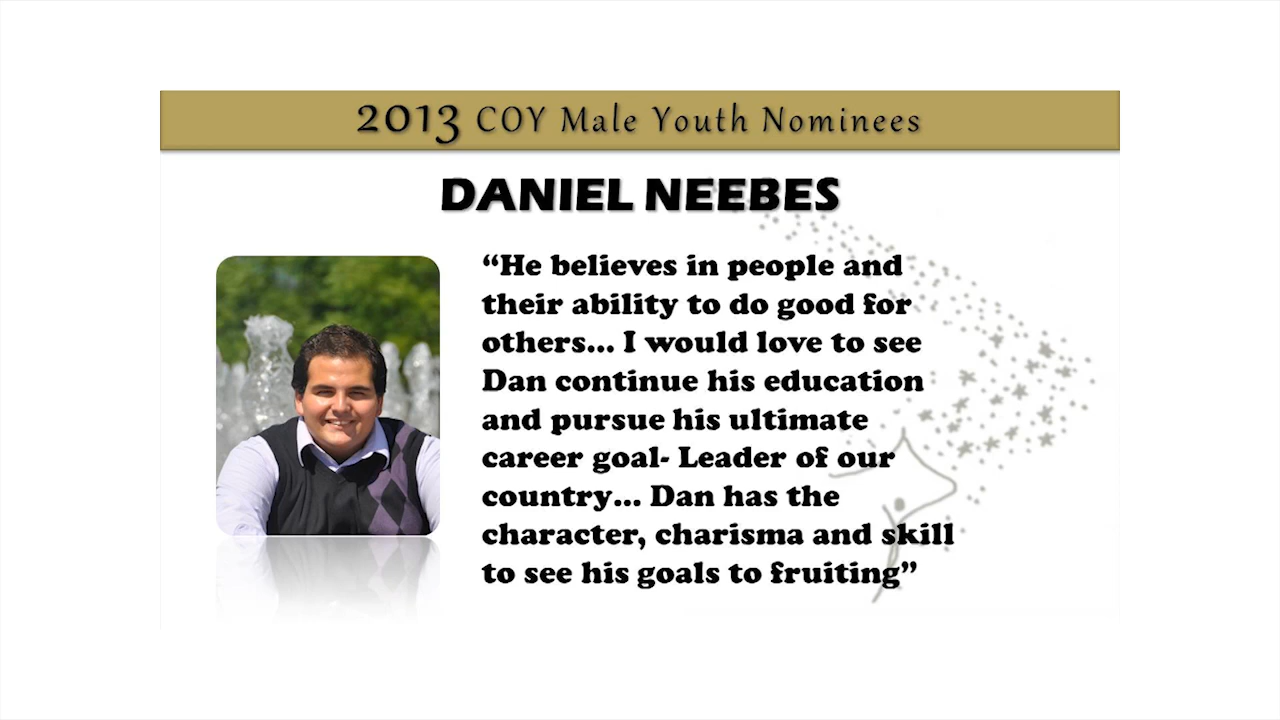 2013 COY Male Youth Nominees
DANIEL NEEBES
“He believes in people and
their ability to do good for
others... I would love to see
Dan continue his education
and pursue his ultimate
career goal- Leader of our
country... Dan has the
character, charisma and skill
to see his goals to fruiting”